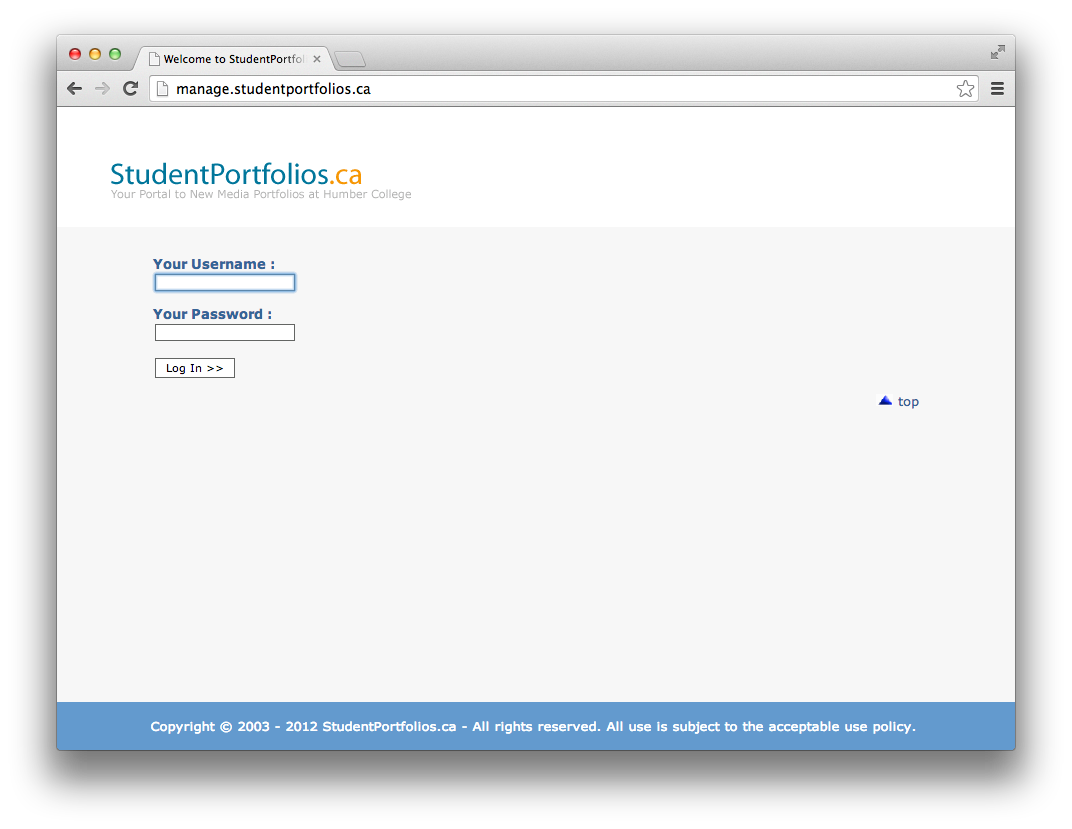 Welcome to StudentPortfol
manage.studentportfolios.ca
StudentPortfolios.ca
Your Portal to New Media Portfolios at Humber College
Your Username :
Your Password :
Log In >>
top
Copyright © 2003 - 2012 StudentPortfolios.ca - All rights reserved. All use is subject to the acceptable use policy.